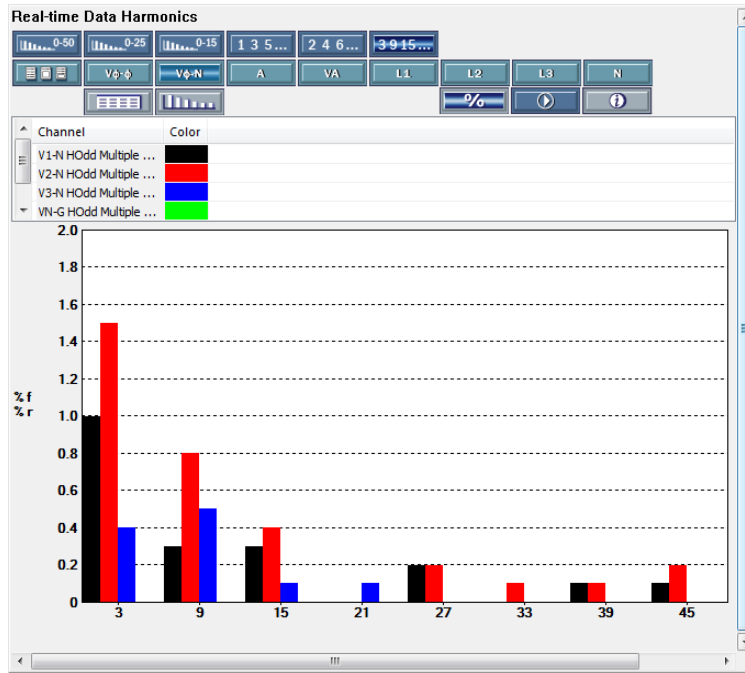 Real-time Data Harmonics
0-50 0-25 0-15 1 3 5... 2 4 6... 3 9 15...
Vϕ-ϕ Vϕ-N A VA L1 L2 L3 N
% i
Channel Color
V1-N HOdd Multiple ...
V2-N HOdd Multiple ...
V3-N HOdd Multiple ...
VN-G HOdd Multiple ...
2.0
1.8
1.6
1.4
1.2
% f
% r
1.0
0.8
0.6
0.4
0.2
0
3 9 15 21 27 33 39 45